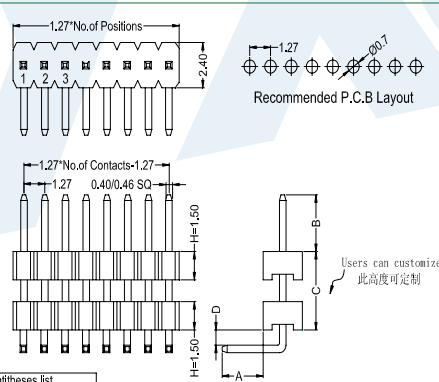 1.27*No.of Positions
1 2 3
2.40
1.27
Ø0.7
Recommended P.C.B Layout
1.27*No.of Contacts-1.27
1.27
0.40/0.46 SQ
H=1.50
B
Users can customize
此高度可定制
C
D
H=1.50
A
list